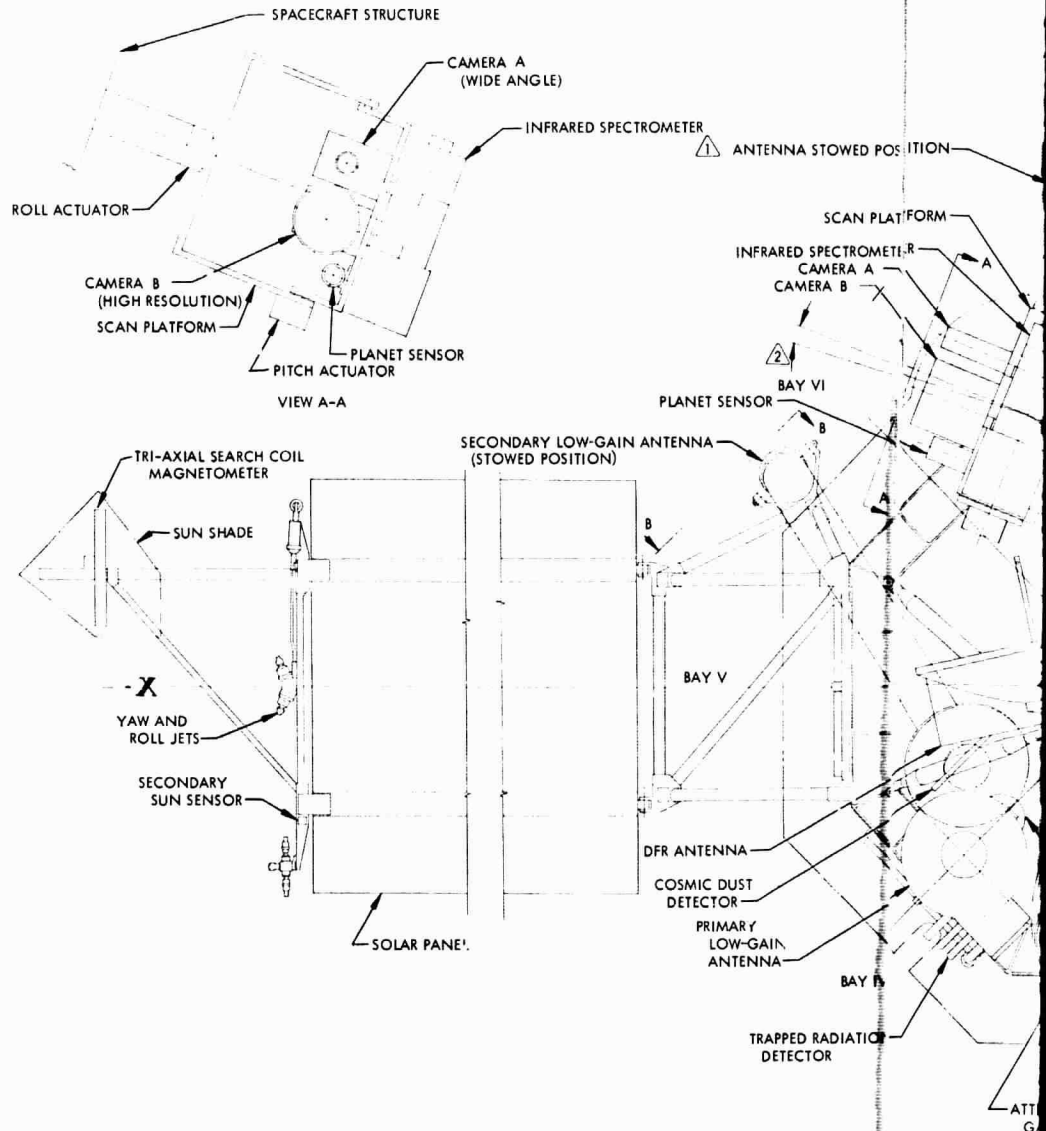 SPACECRAFT STRUCTURE
CAMERA A
(WIDE ANGLE)
INFRARED SPECTROMETER
1 ANTENNA STOWED POSITION
ROLL ACTUATOR
SCAN PLATFORM
INFRARED SPECTROMETER
A
CAMERA A
CAMERA B
CAMERA B
(HIGH RESOLUTION)
SCAN PLATFORM
PLANET SENSOR
PITCH ACTUATOR
2
BAY VI
VIEW A-A
PLANET SENSOR
B
SECONDARY LOW-GAIN ANTENNA
(STOWED POSITION)
TRI-AXIAL SEARCH COIL
MAGNETOMETER
A
SUN SHADE
B
-X
BAY V
YAW AND
ROLL JETS
SECONDARY
SUN SENSOR
DFR ANTENNA
COSMIC DUST
DETECTOR
PRIMARY
LOW-GAIN
ANTENNA
SOLAR PANEL
BAY
TRAPPED RADIATION
DETECTOR
ATT
G